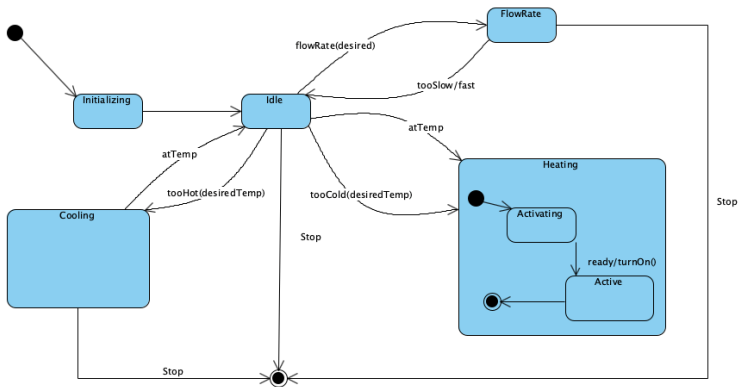 FlowRate
flowRate(desired)
tooSlow/fast
Initializing
Idle
atTemp
atTemp
Heating
tooHot(desiredTemp)
tooCold(desiredTemp)
Stop
Cooling
Activating
Stop
ready/turnOn()
Active
Stop